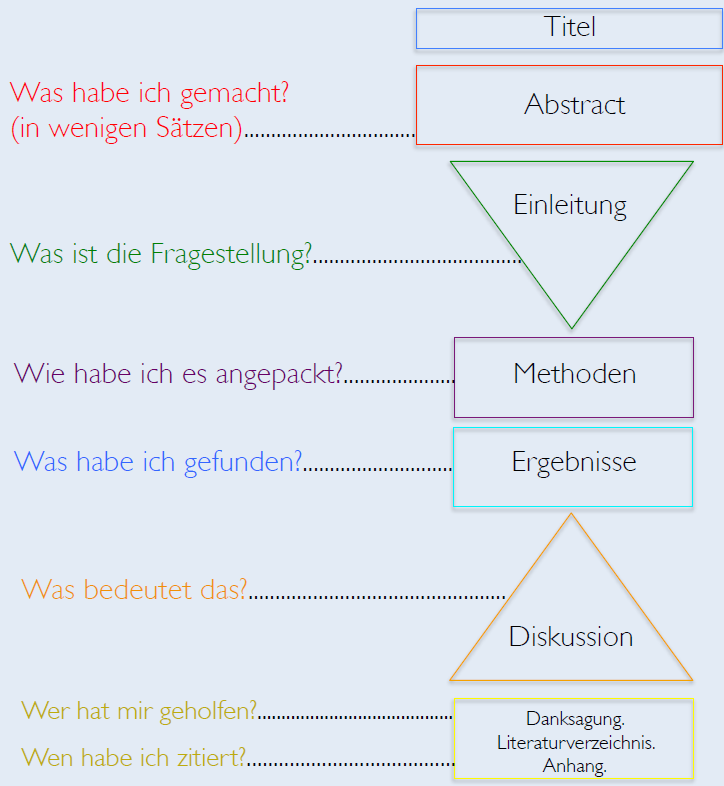 Titel
Was habe ich gemacht?
(in wenigen Sätzen)................................
Abstract
Einleitung
Was ist die Fragestellung?.......................................
Wie habe ich es angepackt?.....................
Methoden
Was habe ich gefunden?............................
Ergebnisse
Was bedeutet das?................................................
Diskussion
Wer hat mir geholfen?.....................................
Wen habe ich zitiert?.......................................
Danksagung.
Literaturverzeichnis.
Anhang.